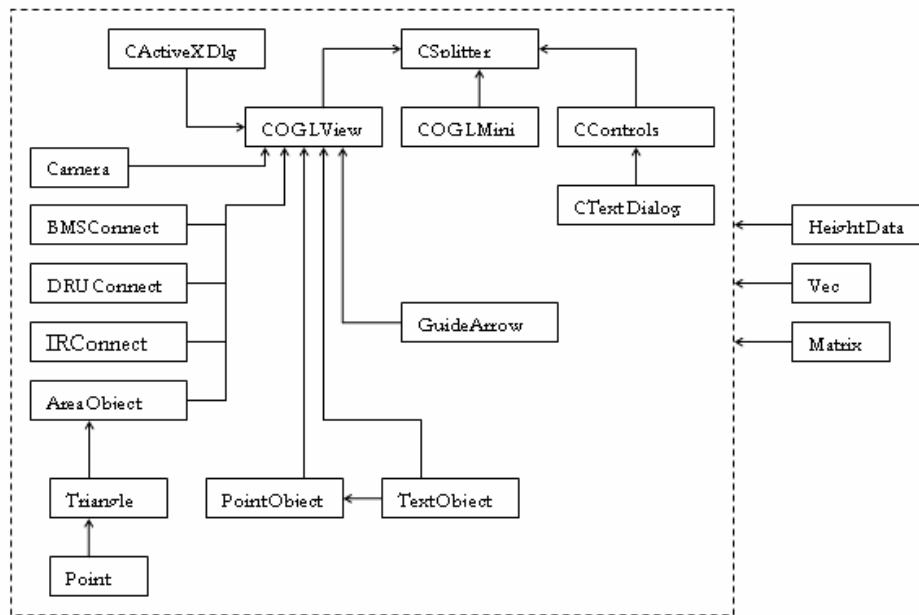 CActiveXDlg
CSplitter
COGLView
COGLMini
CControls
Camera
CTextDialog
BMSConnect
HeightData
DRUConnect
Vec
GuideArrow
IRConnect
Matrix
AreaObject
Triangle
PointObject
TextObject
Point